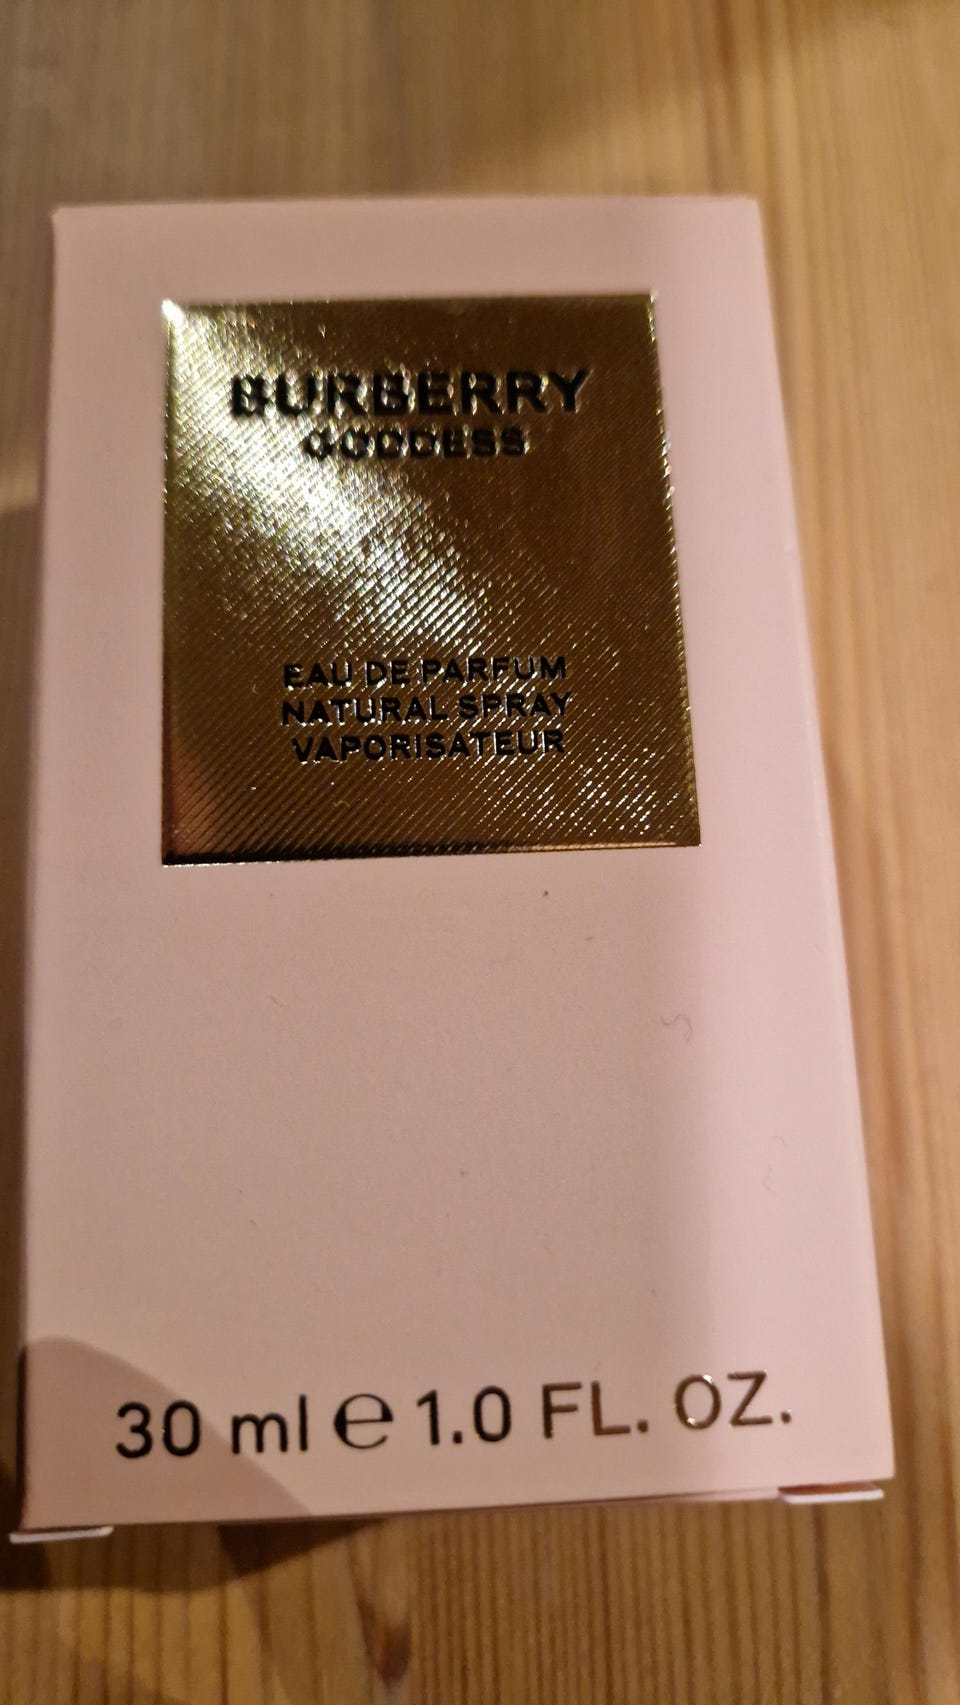 BURBERRY
GODDESS
EAU DE PARFUM
NATURAL SPRAY
VAPORISATEUR
30 ml e 1.0 FL. OZ.